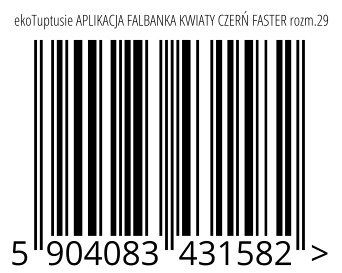 ekoTuptusie APLIKACJA FALBANKA KWIATY CZERŃ FASTER rozm.29
5 904083 431582 >